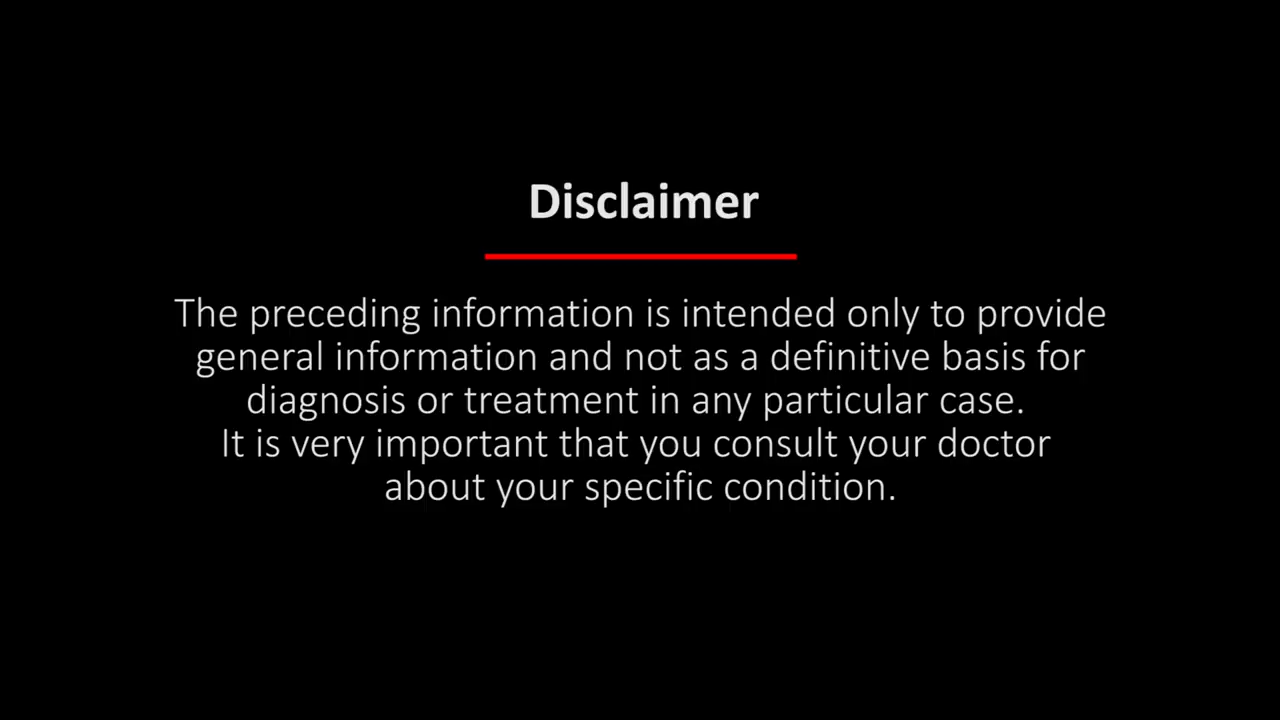 Disclaimer
The preceding information is intended only to provide
general information and not as a definitive basis for
diagnosis or treatment in any particular case.
It is very important that you consult your doctor
about your specific condition.